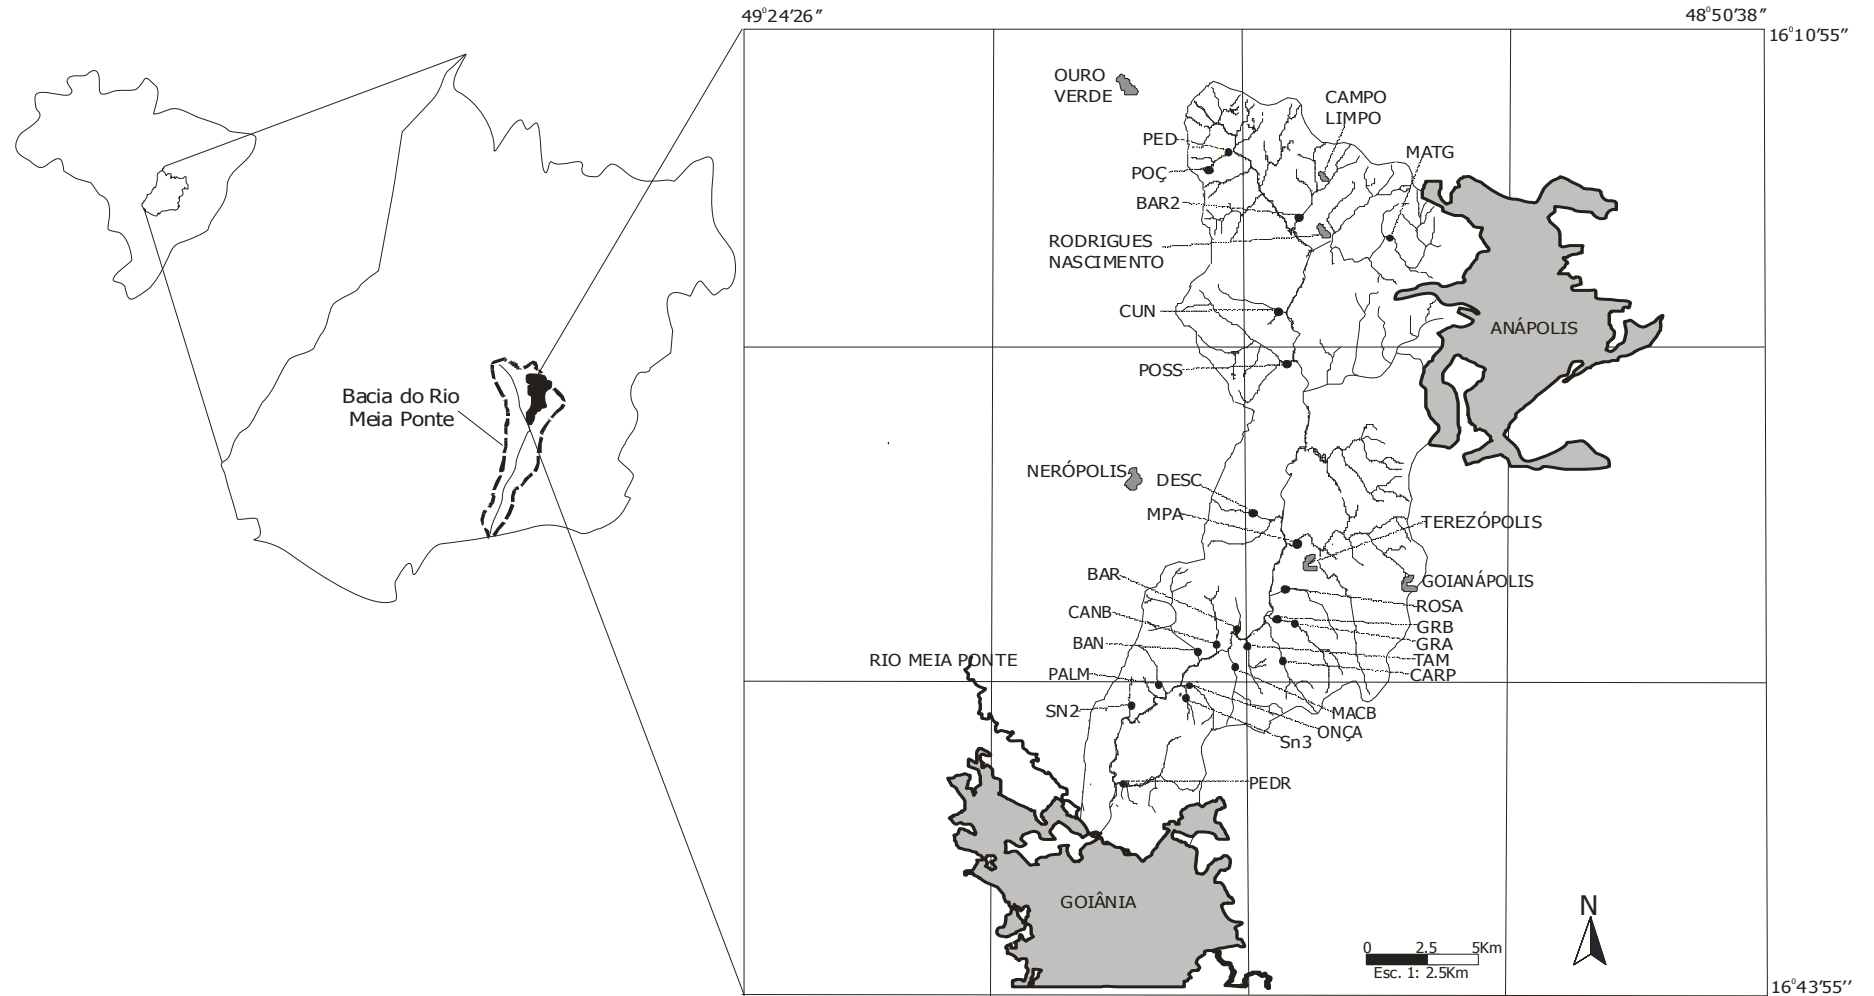 49°24'26"
48°50'38"
16°10'55"
OURO
VERDE
CAMPO
LIMPO
PED
MATG
POÇ
BAR2
RODRIGUES
NASCIMENTO
CUN
ANÁPOLIS
POSS
Bacia do Rio
Meia Ponte
NERÓPOLIS
DESC
MPA
TEREZÓPOLIS
BAR
GOIANÁPOLIS
CANB
ROSA
GRB
BAN
GRA
RIO MEIA PONTE
TAM
PALM
CARP
SN2
MACB
ONÇA
Sn3
PEDR
GOIÂNIA
N
0 2.5 5Km
Esc. 1: 2.5Km
16°43'55''